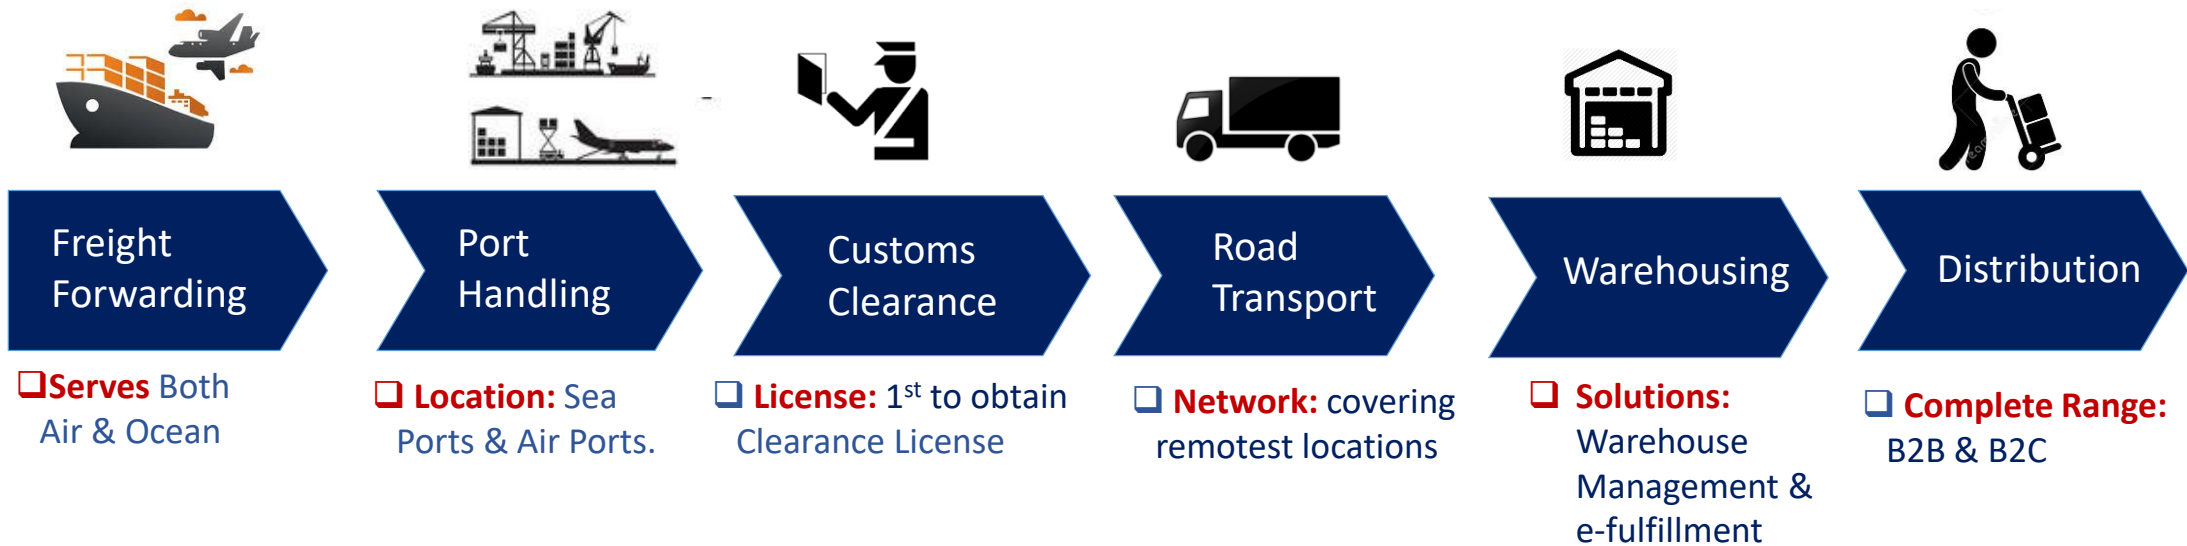 Freight
Forwarding
Port
Handling
Customs
Clearance
Road
Transport
Warehousing
Distribution
Serves Both
Air & Ocean
Location: Sea
Ports & Air Ports.
License: 1st to obtain
Clearance License
Network: covering
remotest locations
Solutions:
Warehouse
Management &
e-fulfillment
Complete Range:
B2B & B2C